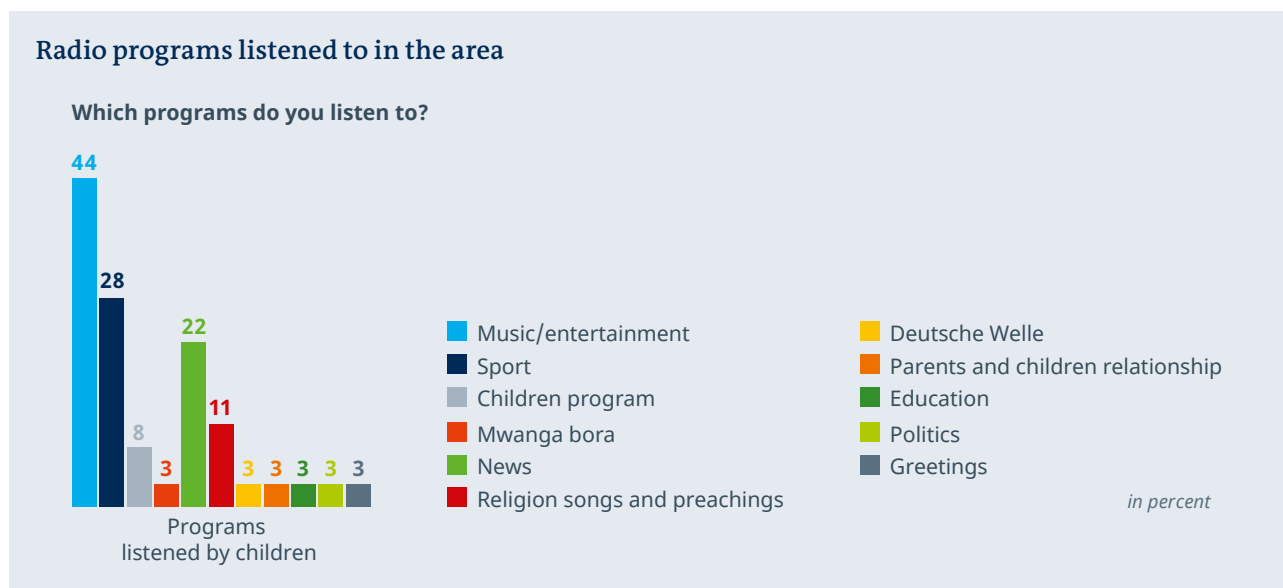 Radio programs listened to in the area
Which programs do you listen to?
44
28
8
3
22
11
3
3
3
3
3
Programs
listened by children
Music/entertainment
Sport
Children program
Mwanga bora
News
Religion songs and preachings
Deutsche Welle
Parents and children relationship
Education
Politics
Greetings
in percent